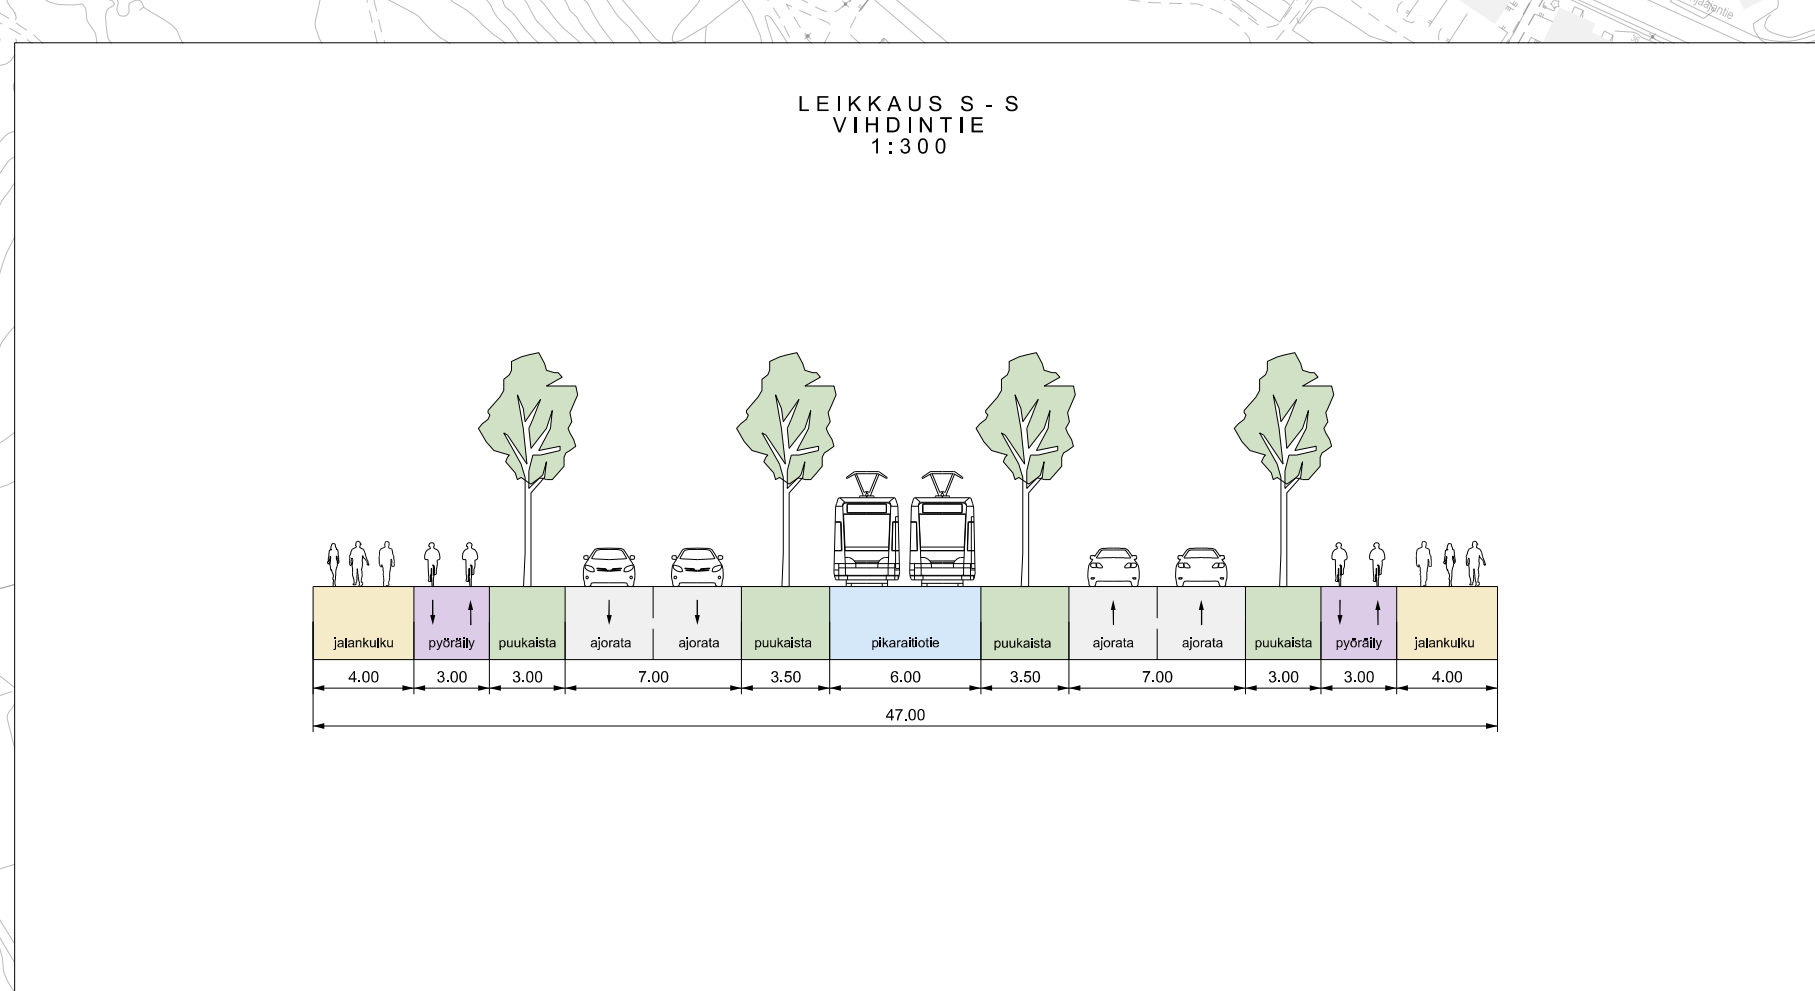 LEIKKAUS S - S
VIHDINTIE
1:300
jalankulku pyöräily puukaista ajorata ajorata puukaista pikaraitiotie puukaista ajorata ajorata puukaista pyöräily jalankulku
4.00 3.00 3.00 7.00 3.50 6.00 3.50 7.00 3.00 3.00 4.00
47.00